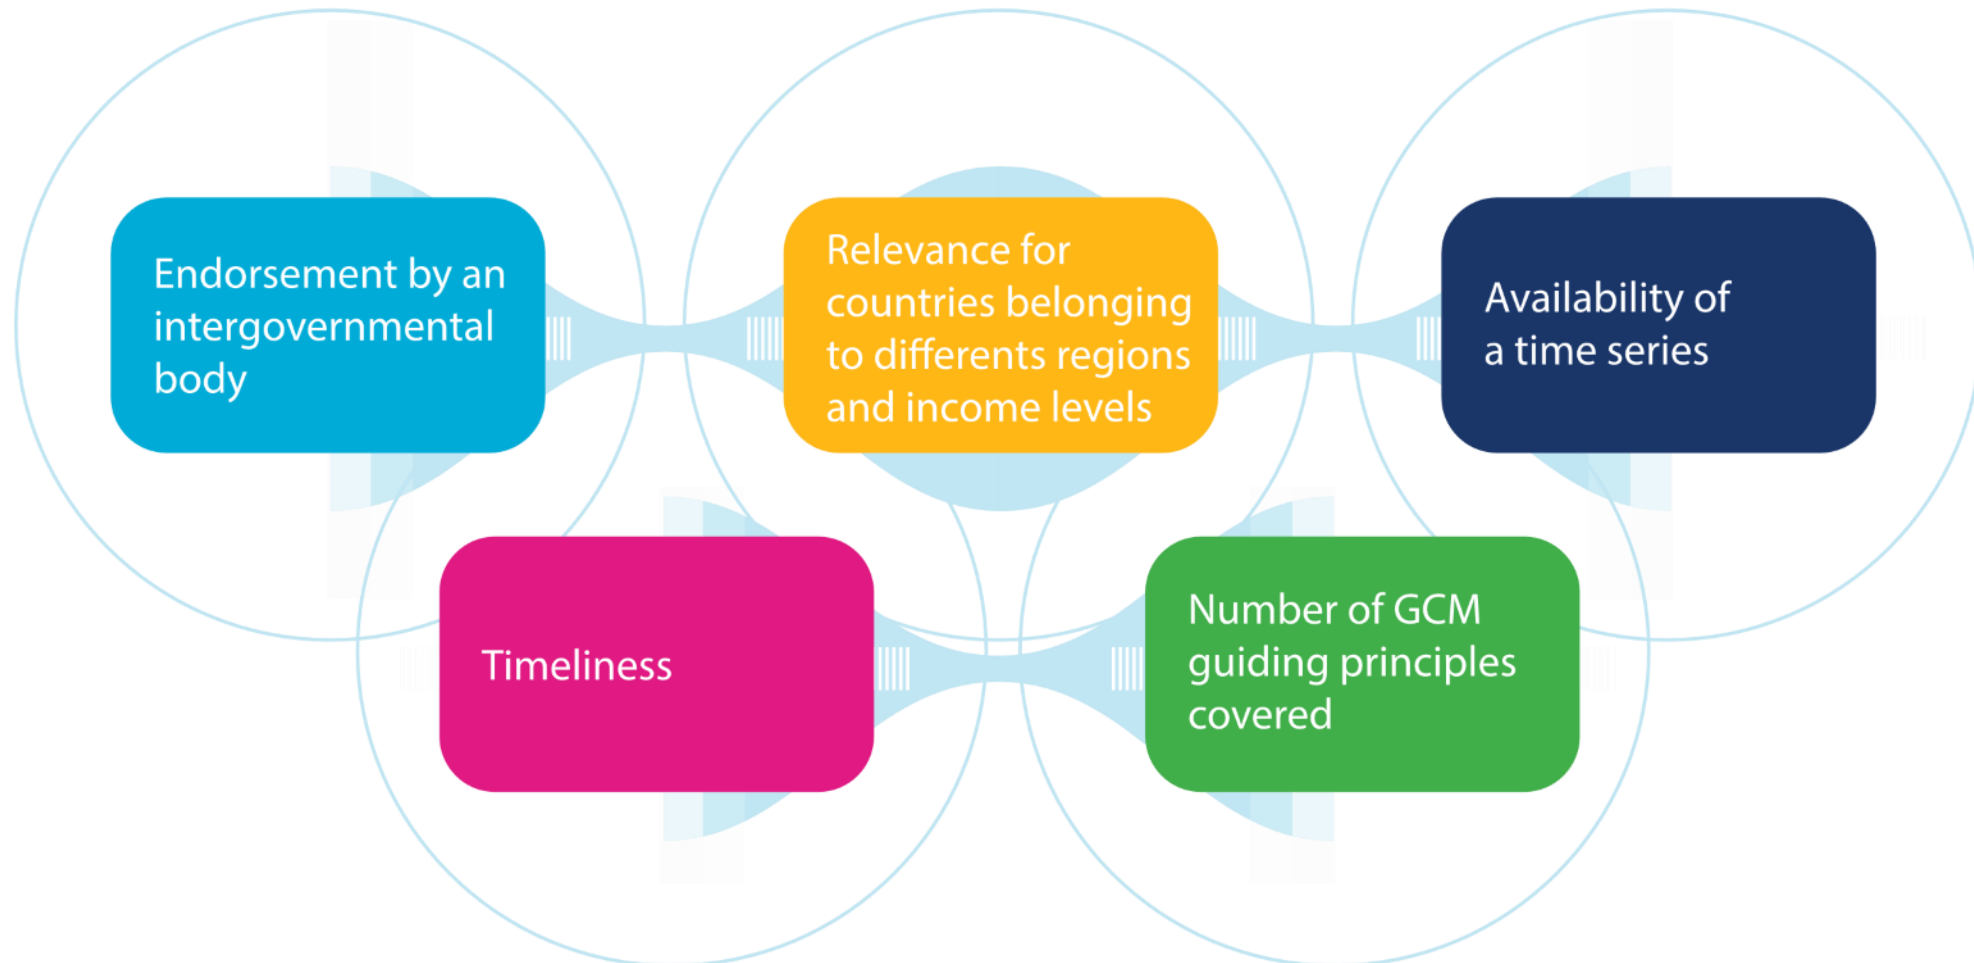 Endorsement by an
intergovernmental
body
Relevance for
countries belonging
to differents regions
and income levels
Availability of
a time series
Timeliness
Number of GCM
guiding principles
covered